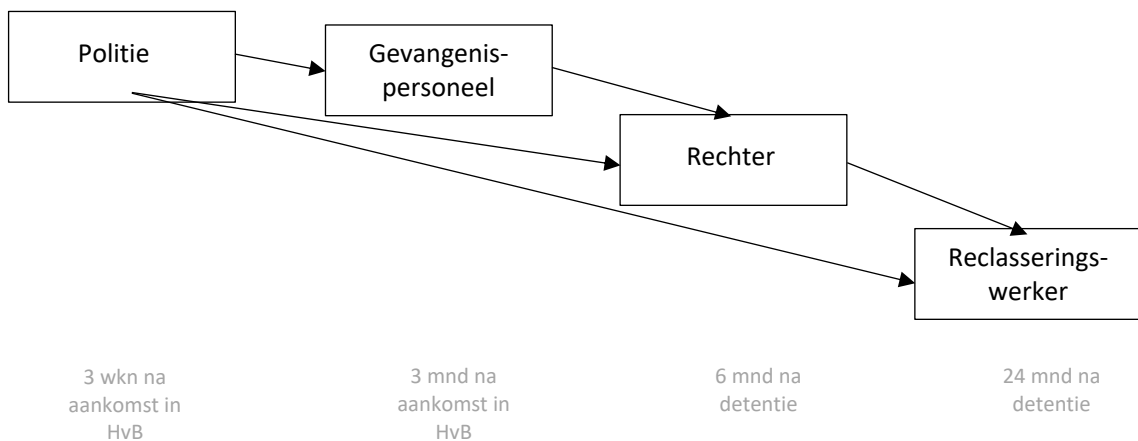 Politie
Gevangenis-
personeel
Rechter
Reclasserings-
werker
3 wkn na
aankomst in
HvB
3 mnd na
aankomst in
HvB
6 mnd na
detentie
24 mnd na
detentie